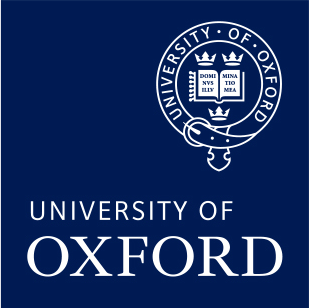 UNIVERSITY · OF · OXFORD
DOMI MINA
NVS TIO
ILLV MEA
UNIVERSITY OF
OXFORD